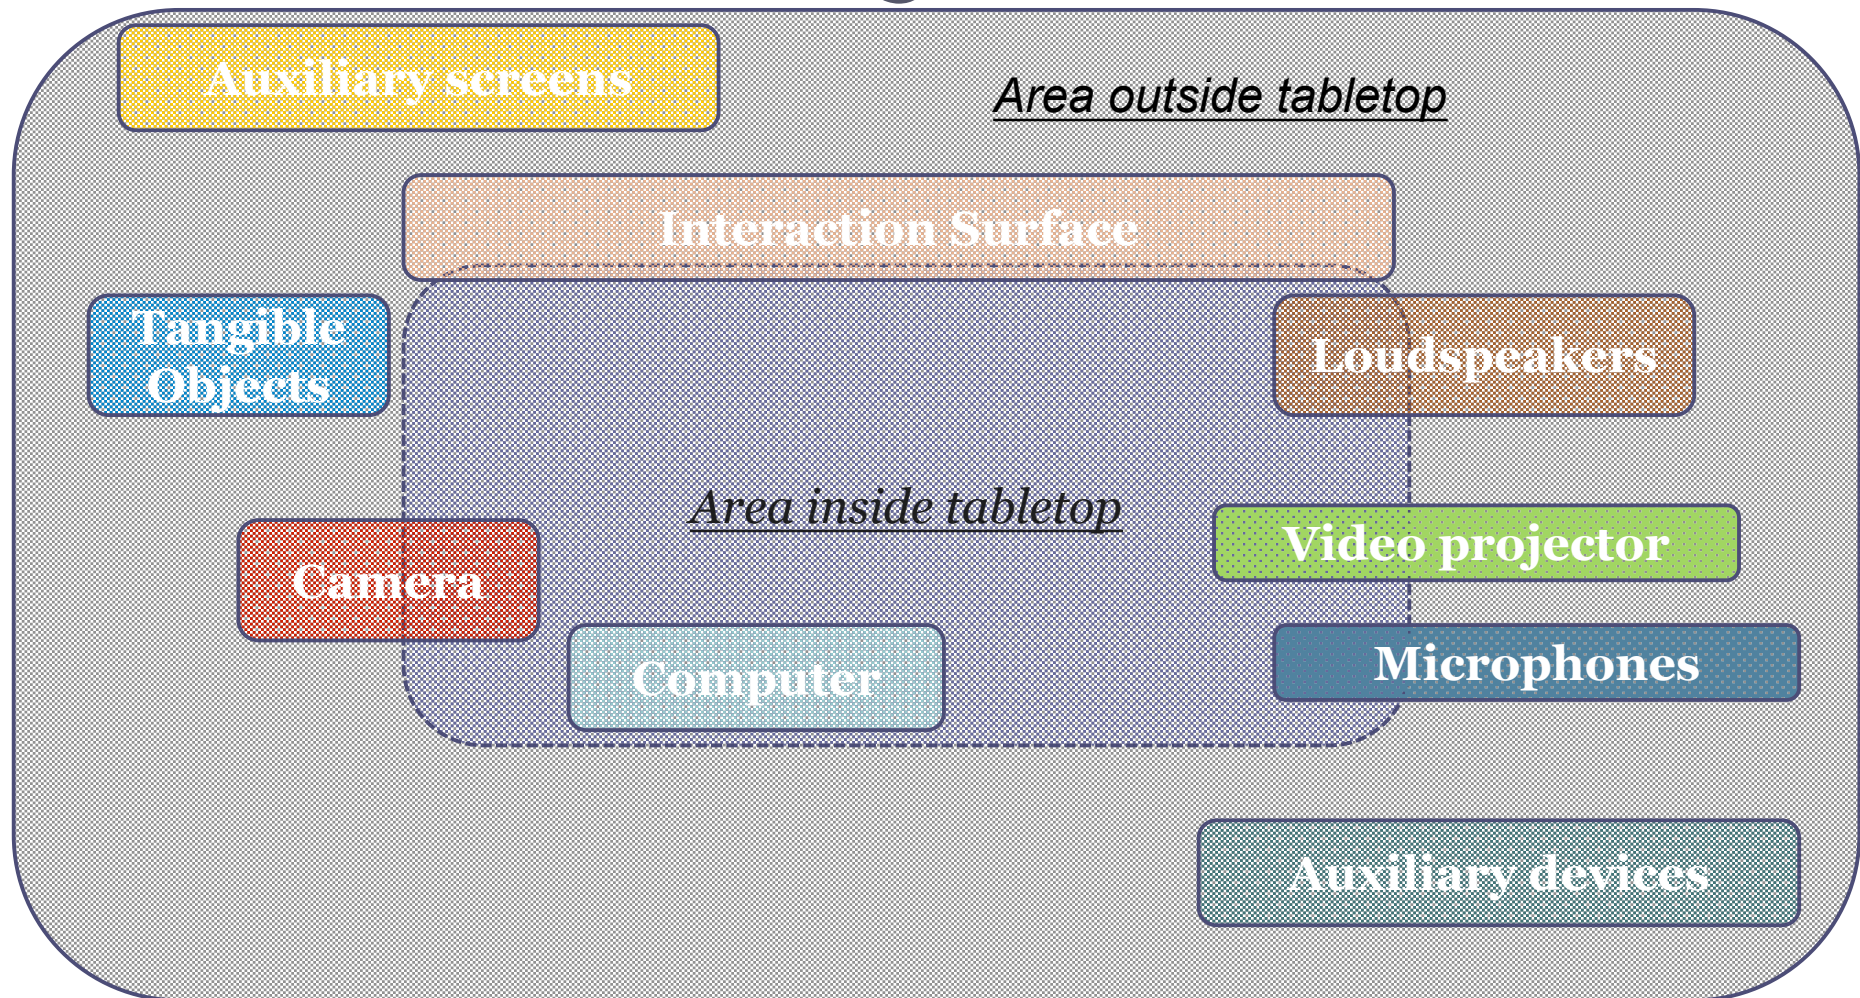 Auxiliary screens
Area outside tabletop
Interaction Surface
Tangible
Objects
Loudspeakers
Area inside tabletop
Video projector
Camera
Microphones
Computer
Auxiliary devices